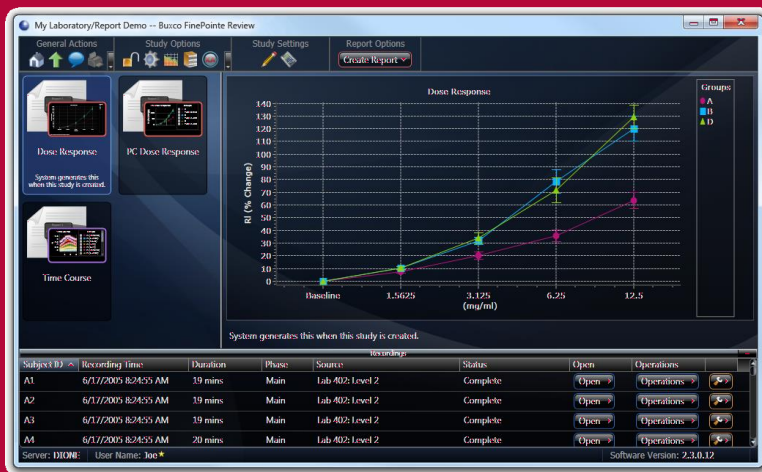 My Laboratory/Report Demo -- Buxco FinePointe Review
General Actions
Study Options
Study Settings
Report Options
Create Report
Dose Response
System generates this
when this study is created.
PC Dose Response
Time Course
Dose Response
RI (% Change)
140
130
120
110
100
90
80
70
60
50
40
30
20
10
0
Baseline 1.5625 3.125 6.25 12.5
(mg/ml)
Groups
A
B
D
System generates this when this study is created.
Recordings
Subject ID Recording Time Duration Phase Source Status Open Operations
A1 6/17/2005 8:24:55 AM 19 mins Main Lab 402: Level 2 Complete Open Operations
A2 6/17/2005 8:24:55 AM 19 mins Main Lab 402: Level 2 Complete Open Operations
A3 6/17/2005 8:24:55 AM 19 mins Main Lab 402: Level 2 Complete Open Operations
A4 6/17/2005 8:24:55 AM 20 mins Main Lab 402: Level 2 Complete Open Operations
Server: User Name: Joe Software Version: 2.3.0.12